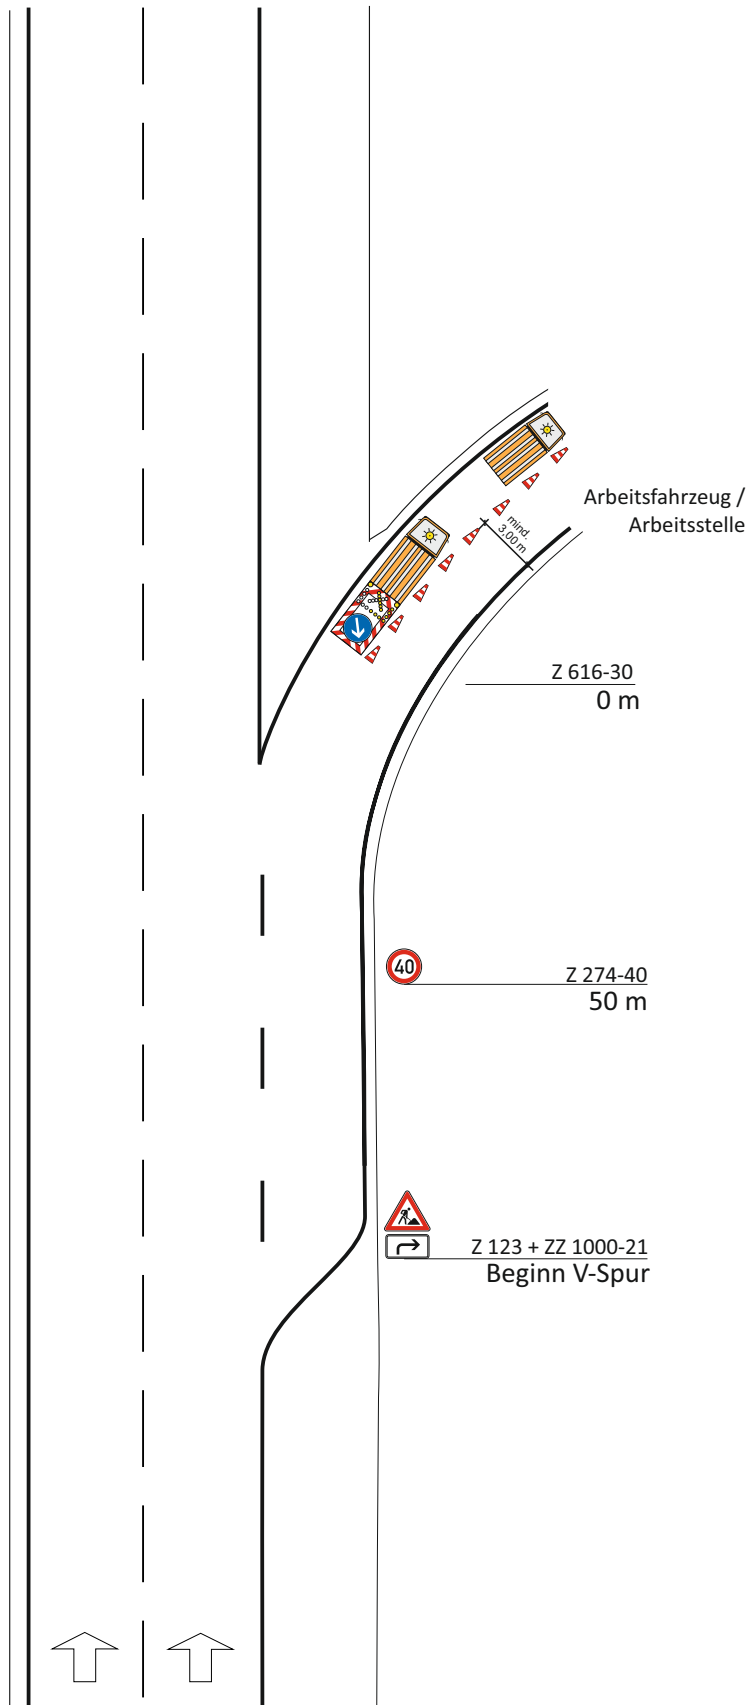 Arbeitsfahrzeug /
Arbeitsstelle
mind.
3,00 m
Z 616-30
0 m
40
Z 274-40
50 m
Z 123 + ZZ 1000-21
Beginn V-Spur